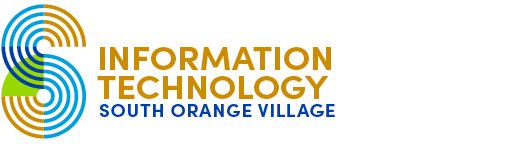 INFORMATION
TECHNOLOGY
SOUTH ORANGE VILLAGE